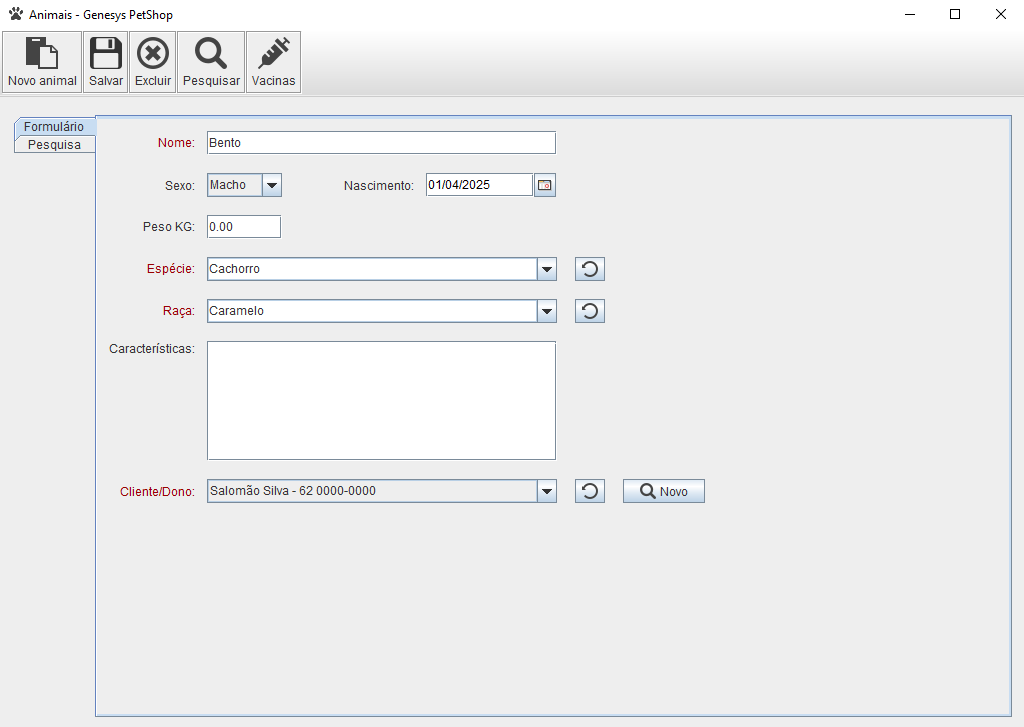 Animais - Genesys PetShop
Novo animal Salvar Excluir Pesquisar Vacinas
Formulário
Pesquisa
Nome: Bento
Sexo: Macho Nascimento: 01/04/2025
Peso KG: 0.00
Espécie: Cachorro
Raça: Caramelo
Características:
Cliente/Dono: Salomão Silva - 62 0000-0000 Novo